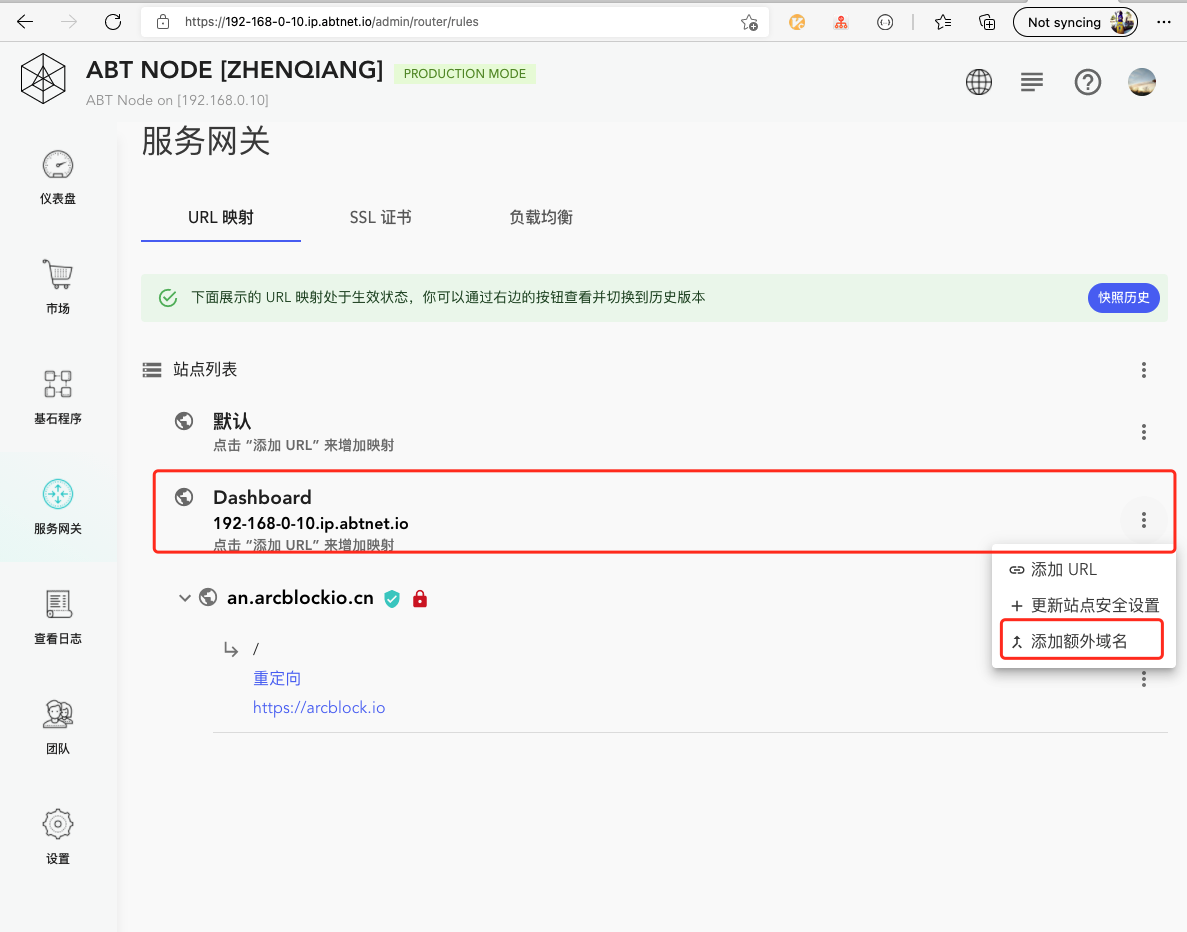 https://192-168-0-10.ip.abtnet.io/admin/router/rules
Not syncing
ABT NODE [ZHENQIANG]
PRODUCTION MODE
ABT Node on [192.168.0.10]
仪表盘
市场
基石程序
服务网关
查看日志
团队
设置
服务网关
URL 映射
SSL 证书
负载均衡
下面展示的 URL 映射处于生效状态，你可以通过右边的按钮查看并切换到历史版本
快照历史
站点列表
默认
点击 “添加 URL” 来增加映射
Dashboard
192-168-0-10.ip.abtnet.io
点击 “添加 URL” 来增加映射
添加 URL
更新站点安全设置
添加额外域名
an.arcblockio.cn
/
重定向
https://arcblock.io